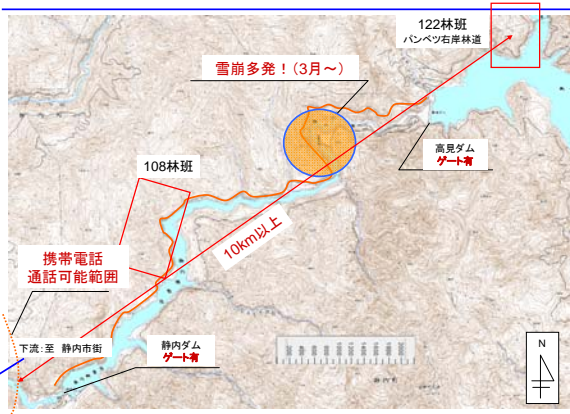 122林班
パンベツ右岸林道
雪崩多発！（3月～）
高見ダム
ゲート有
108林班
10km以上
携帯電話
通話可能範囲
下流：至 静内市街
静内ダム
ゲート有
N